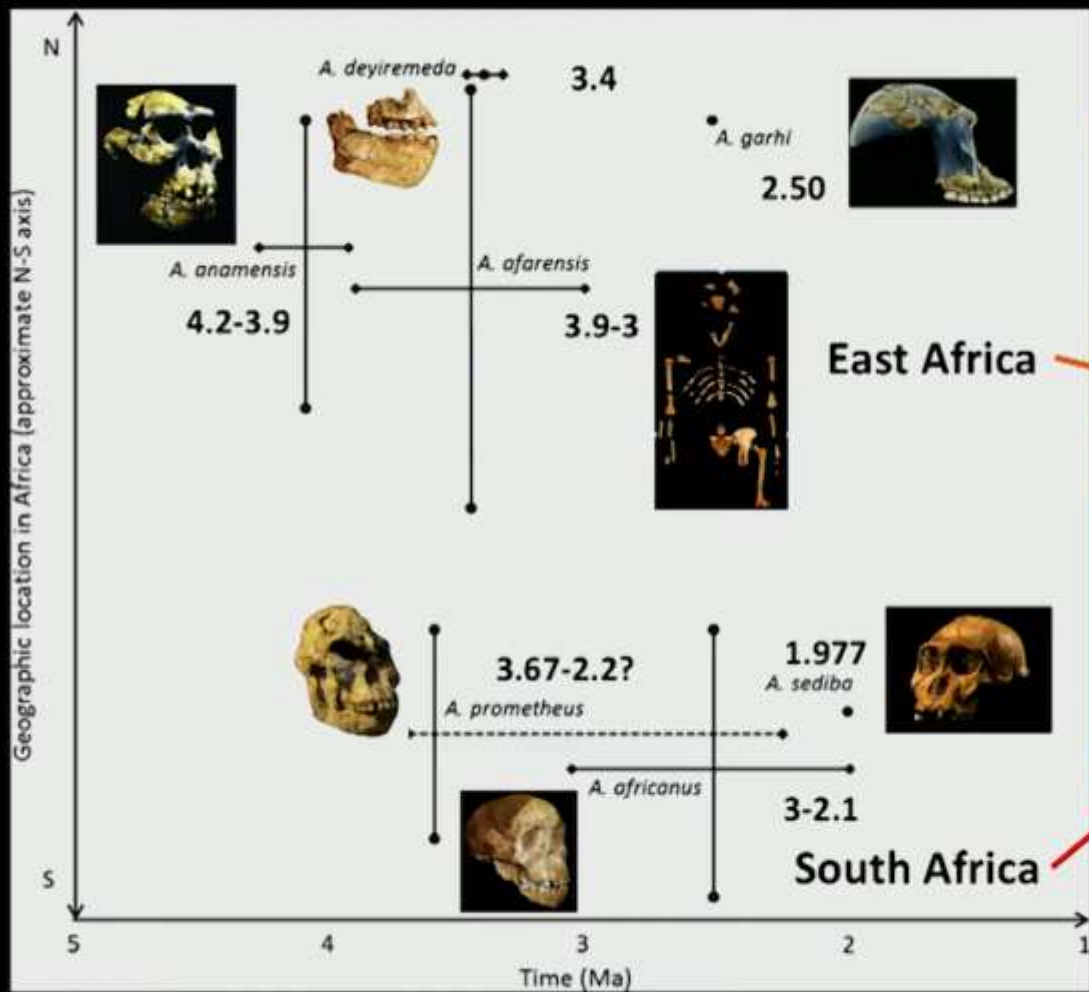 N
A. deyiremeda
3.4
A. garhi
2.50
A. anamensis
4.2-3.9
A. afarensis
3.9-3
East Africa
Geographic location in Africa (approximate N-S axis)
3.67-2.2?
A. prometheus
1.977
A. sediba
A. africanus
3-2.1
South Africa
S
5
4
3
2
1
Time (Ma)